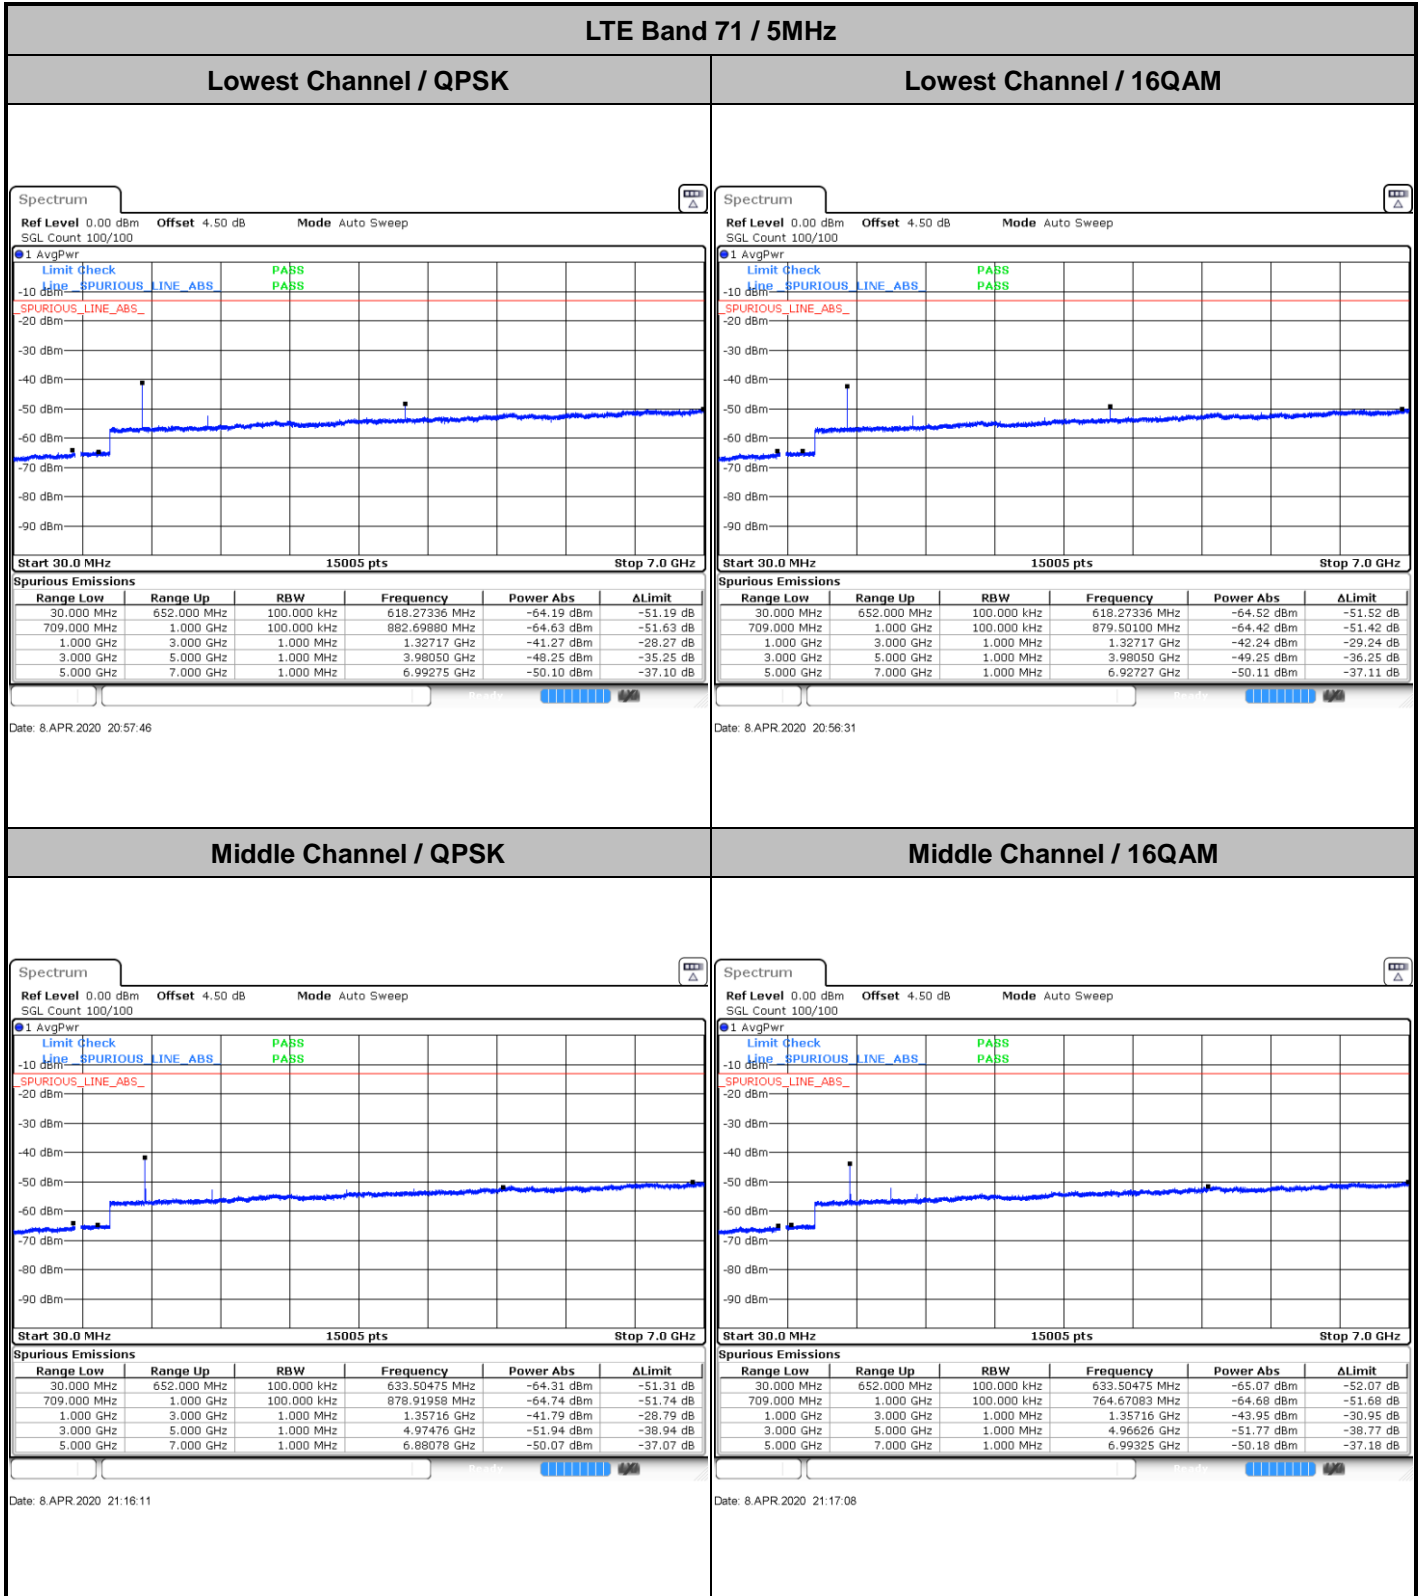 LTE Band 71 / 5MHz
Lowest Channel / QPSK
Lowest Channel / 16QAM
Spectrum
Ref Level 0.00 dBm Offset 4.50 dB Mode Auto Sweep
SGL Count 100/100
1 AvgPwr
Limit Check PASS
Line _SPURIOUS_LINE_ABS_ PASS
-10 dBm
_SPURIOUS_LINE_ABS_
-20 dBm
-30 dBm
-40 dBm
-50 dBm
-60 dBm
-70 dBm
-80 dBm
-90 dBm
Start 30.0 MHz 15005 pts Stop 7.0 GHz
Spurious Emissions
Range Low Range Up RBW Frequency Power Abs ΔLimit
30.000 MHz 652.000 MHz 100.000 kHz 618.27336 MHz -64.19 dBm -51.19 dB
709.000 MHz 1.000 GHz 100.000 kHz 882.69880 MHz -64.63 dBm -51.63 dB
1.000 GHz 3.000 GHz 1.000 MHz 1.32717 GHz -41.27 dBm -28.27 dB
3.000 GHz 5.000 GHz 1.000 MHz 3.98050 GHz -48.25 dBm -35.25 dB
5.000 GHz 7.000 GHz 1.000 MHz 6.99275 GHz -50.10 dBm -37.10 dB
Ready
Date: 8.APR.2020 20:57:46
Spectrum
Ref Level 0.00 dBm Offset 4.50 dB Mode Auto Sweep
SGL Count 100/100
1 AvgPwr
Limit Check PASS
Line _SPURIOUS_LINE_ABS_ PASS
-10 dBm
_SPURIOUS_LINE_ABS_
-20 dBm
-30 dBm
-40 dBm
-50 dBm
-60 dBm
-70 dBm
-80 dBm
-90 dBm
Start 30.0 MHz 15005 pts Stop 7.0 GHz
Spurious Emissions
Range Low Range Up RBW Frequency Power Abs ΔLimit
30.000 MHz 652.000 MHz 100.000 kHz 618.27336 MHz -64.52 dBm -51.52 dB
709.000 MHz 1.000 GHz 100.000 kHz 879.50100 MHz -64.42 dBm -51.42 dB
1.000 GHz 3.000 GHz 1.000 MHz 1.32717 GHz -42.24 dBm -29.24 dB
3.000 GHz 5.000 GHz 1.000 MHz 3.98050 GHz -49.25 dBm -36.25 dB
5.000 GHz 7.000 GHz 1.000 MHz 6.92727 GHz -50.11 dBm -37.11 dB
Ready
Date: 8.APR.2020 20:56:31
Middle Channel / QPSK
Middle Channel / 16QAM
Spectrum
Ref Level 0.00 dBm Offset 4.50 dB Mode Auto Sweep
SGL Count 100/100
1 AvgPwr
Limit Check PASS
Line _SPURIOUS_LINE_ABS_ PASS
-10 dBm
_SPURIOUS_LINE_ABS_
-20 dBm
-30 dBm
-40 dBm
-50 dBm
-60 dBm
-70 dBm
-80 dBm
-90 dBm
Start 30.0 MHz 15005 pts Stop 7.0 GHz
Spurious Emissions
Range Low Range Up RBW Frequency Power Abs ΔLimit
30.000 MHz 652.000 MHz 100.000 kHz 633.50475 MHz -64.31 dBm -51.31 dB
709.000 MHz 1.000 GHz 100.000 kHz 878.91958 MHz -64.74 dBm -51.74 dB
1.000 GHz 3.000 GHz 1.000 MHz 1.35716 GHz -41.79 dBm -28.79 dB
3.000 GHz 5.000 GHz 1.000 MHz 4.97476 GHz -51.94 dBm -38.94 dB
5.000 GHz 7.000 GHz 1.000 MHz 6.88078 GHz -50.07 dBm -37.07 dB
Ready
Date: 8.APR.2020 21:16:11
Spectrum
Ref Level 0.00 dBm Offset 4.50 dB Mode Auto Sweep
SGL Count 100/100
1 AvgPwr
Limit Check PASS
Line _SPURIOUS_LINE_ABS_ PASS
-10 dBm
_SPURIOUS_LINE_ABS_
-20 dBm
-30 dBm
-40 dBm
-50 dBm
-60 dBm
-70 dBm
-80 dBm
-90 dBm
Start 30.0 MHz 15005 pts Stop 7.0 GHz
Spurious Emissions
Range Low Range Up RBW Frequency Power Abs ΔLimit
30.000 MHz 652.000 MHz 100.000 kHz 633.50475 MHz -65.07 dBm -52.07 dB
709.000 MHz 1.000 GHz 100.000 kHz 764.67083 MHz -64.68 dBm -51.68 dB
1.000 GHz 3.000 GHz 1.000 MHz 1.35716 GHz -43.95 dBm -30.95 dB
3.000 GHz 5.000 GHz 1.000 MHz 4.96626 GHz -51.77 dBm -38.77 dB
5.000 GHz 7.000 GHz 1.000 MHz 6.99325 GHz -50.18 dBm -37.18 dB
Ready
Date: 8.APR.2020 21:17:08